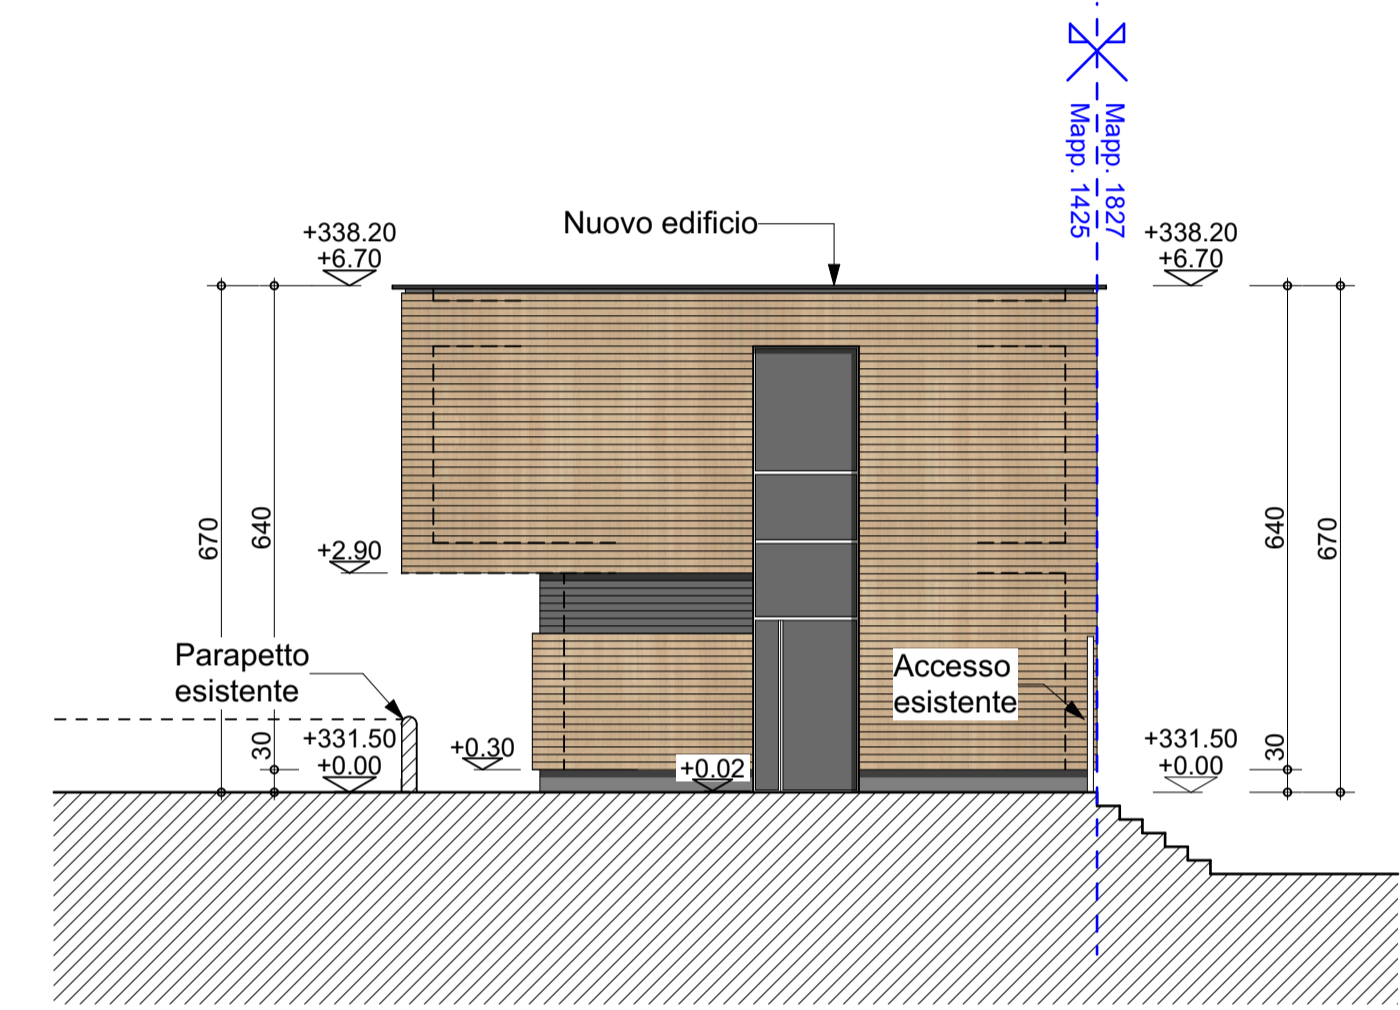 Mapp. 1425
Mapp. 1827
Nuovo edificio
+338.20
+6.70
+338.20
+6.70
670
640
+2.90
640
670
Parapetto
esistente
Accesso
esistente
30
+331.50
+0.00
+0.30
+0.02
+331.50
+0.00
30